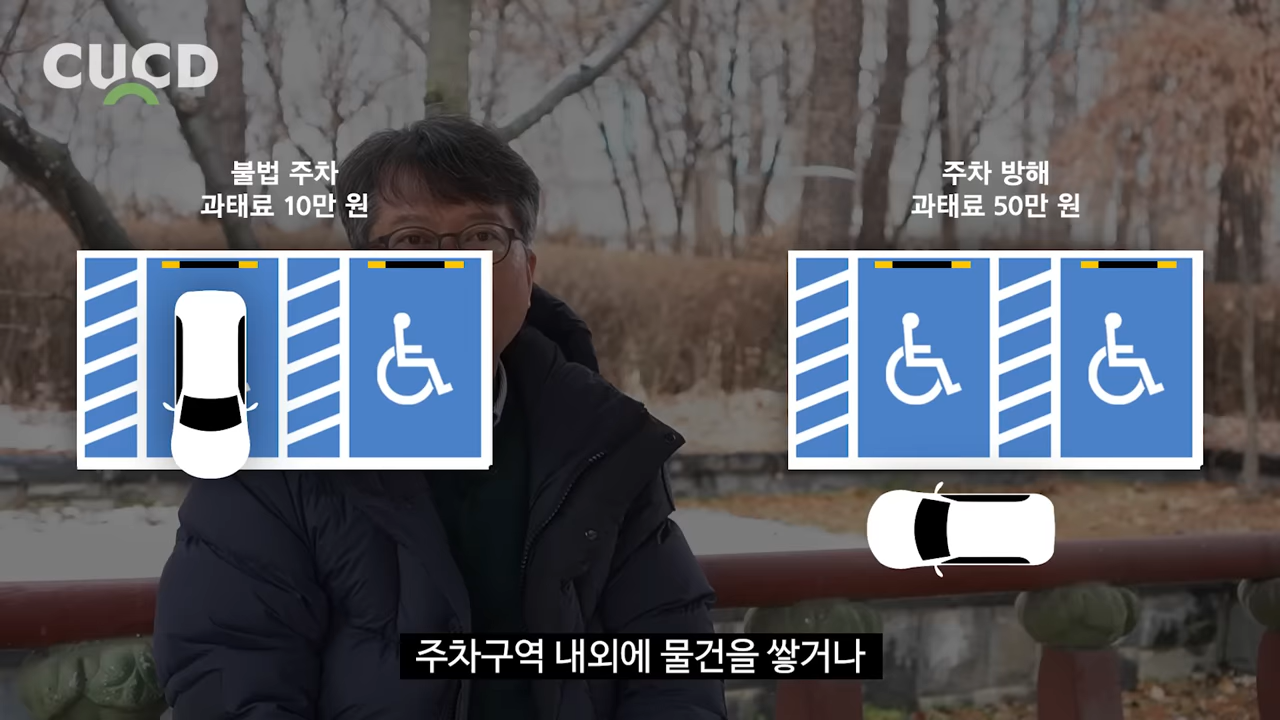 CUCD
불법 주차
과태료 10만 원
주차 방해
과태료 50만 원
주차구역 내외에 물건을 쌓거나